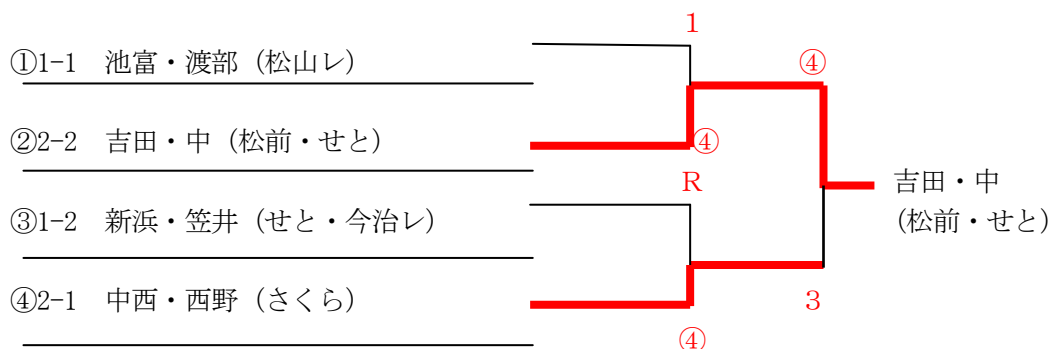 1
①1-1 池富・渡部（松山レ）
④
②2-2 吉田・中（松前・せと）
④
R
吉田・中
（松前・せと）
③1-2 新浜・笠井（せと・今治レ）
④2-1 中西・西野（さくら）
3
④